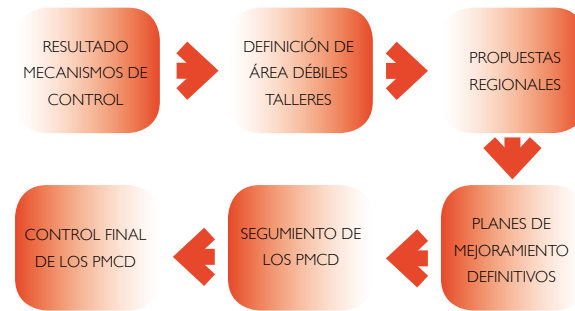 RESULTADO
MECANISMOS DE
CONTROL
DEFINICIÓN DE
ÁREA DÉBILES
TALLERES
PROPUESTAS
REGIONALES
PLANES DE
MEJORAMIENTO
DEFINITIVOS
SEGUMIENTO DE
LOS PMCD
CONTROL FINAL
DE LOS PMCD